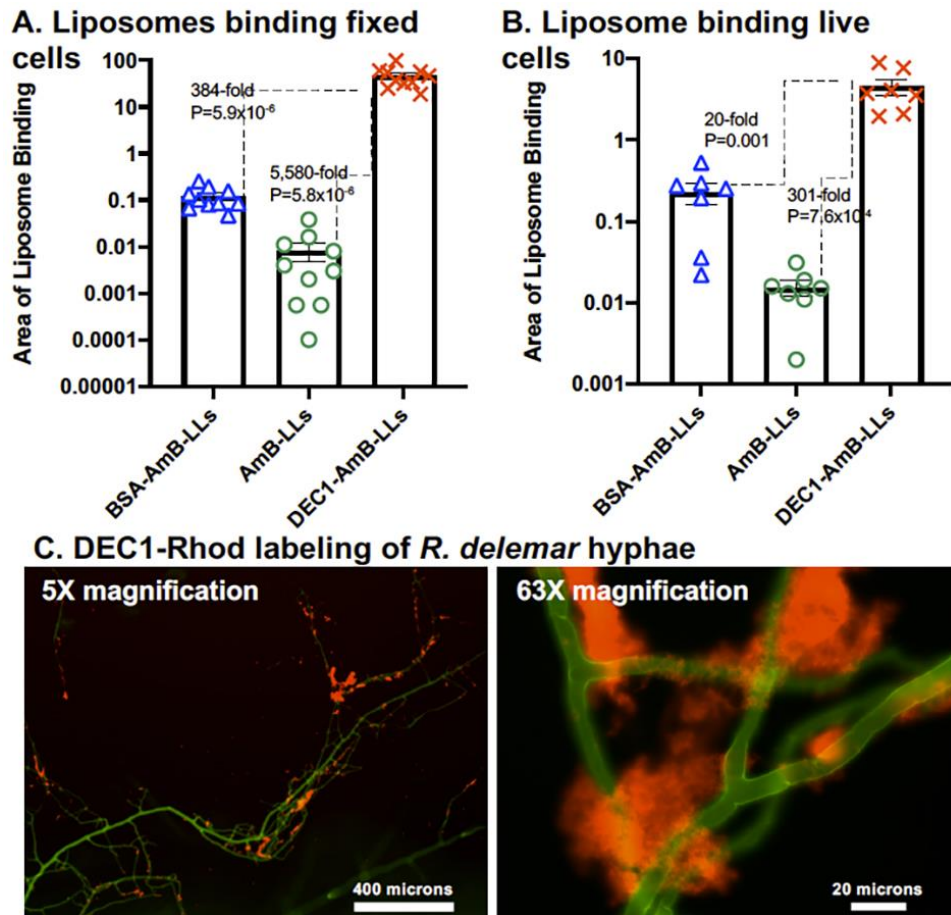 A. Liposomes binding fixed
cells
Area of Liposome Binding
100
10
1
0.1
0.01
0.001
0.0001
0.00001
384-fold
P=5.9x10⁻⁶
5,580-fold
P=5.8x10⁻⁶
BSA-AmB-LLs
AmB-LLs
DEC1-AmB-LLs
B. Liposome binding live
cells
Area of Liposome Binding
10
1
0.1
0.01
0.001
20-fold
P=0.001
301-fold
P=7.6x10⁻⁴
BSA-AmB-LLs
AmB-LLs
DEC1-AmB-LLs
C. DEC1-Rhod labeling of R. delemar hyphae
5X magnification
400 microns
63X magnification
20 microns